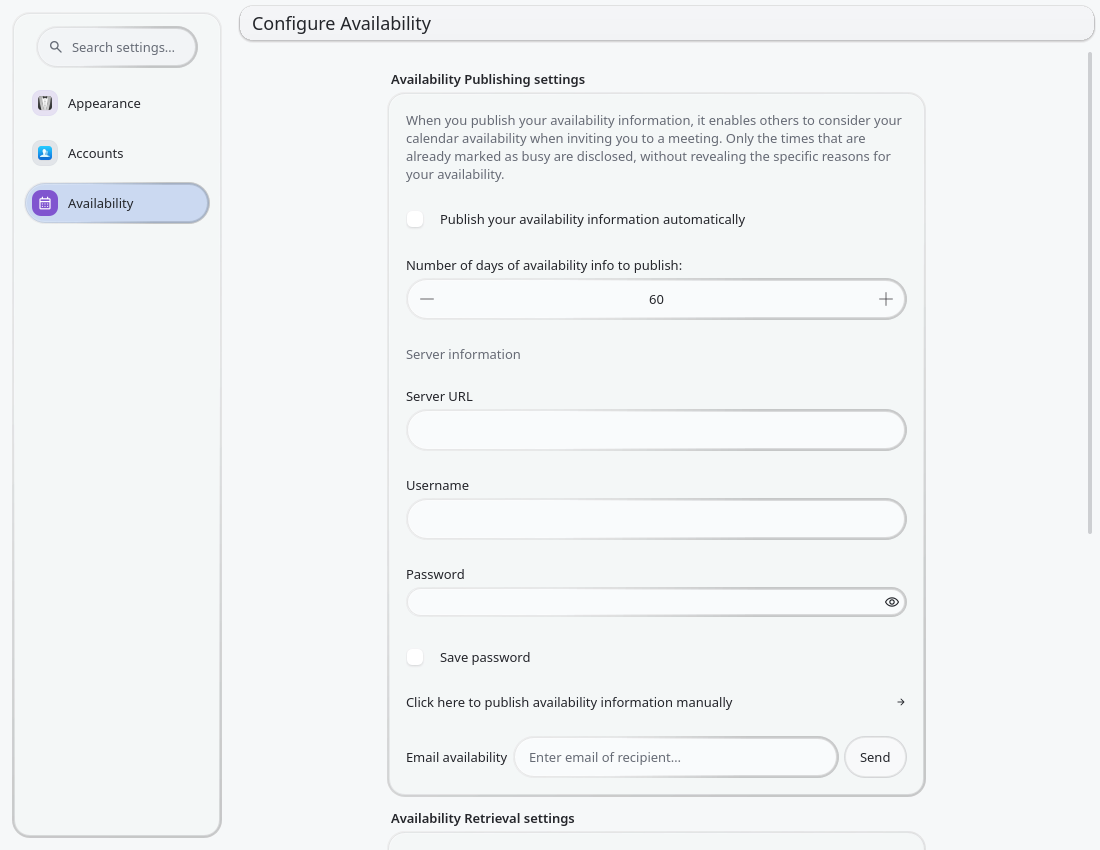 Search settings...
Appearance
Accounts
Availability
Configure Availability
Availability Publishing settings
When you publish your availability information, it enables others to consider your
calendar availability when inviting you to a meeting. Only the times that are
already marked as busy are disclosed, without revealing the specific reasons for
your availability.
Publish your availability information automatically
Number of days of availability info to publish:
60
Server information
Server URL
Username
Password
Save password
Click here to publish availability information manually
Email availability Enter email of recipient... Send
Availability Retrieval settings